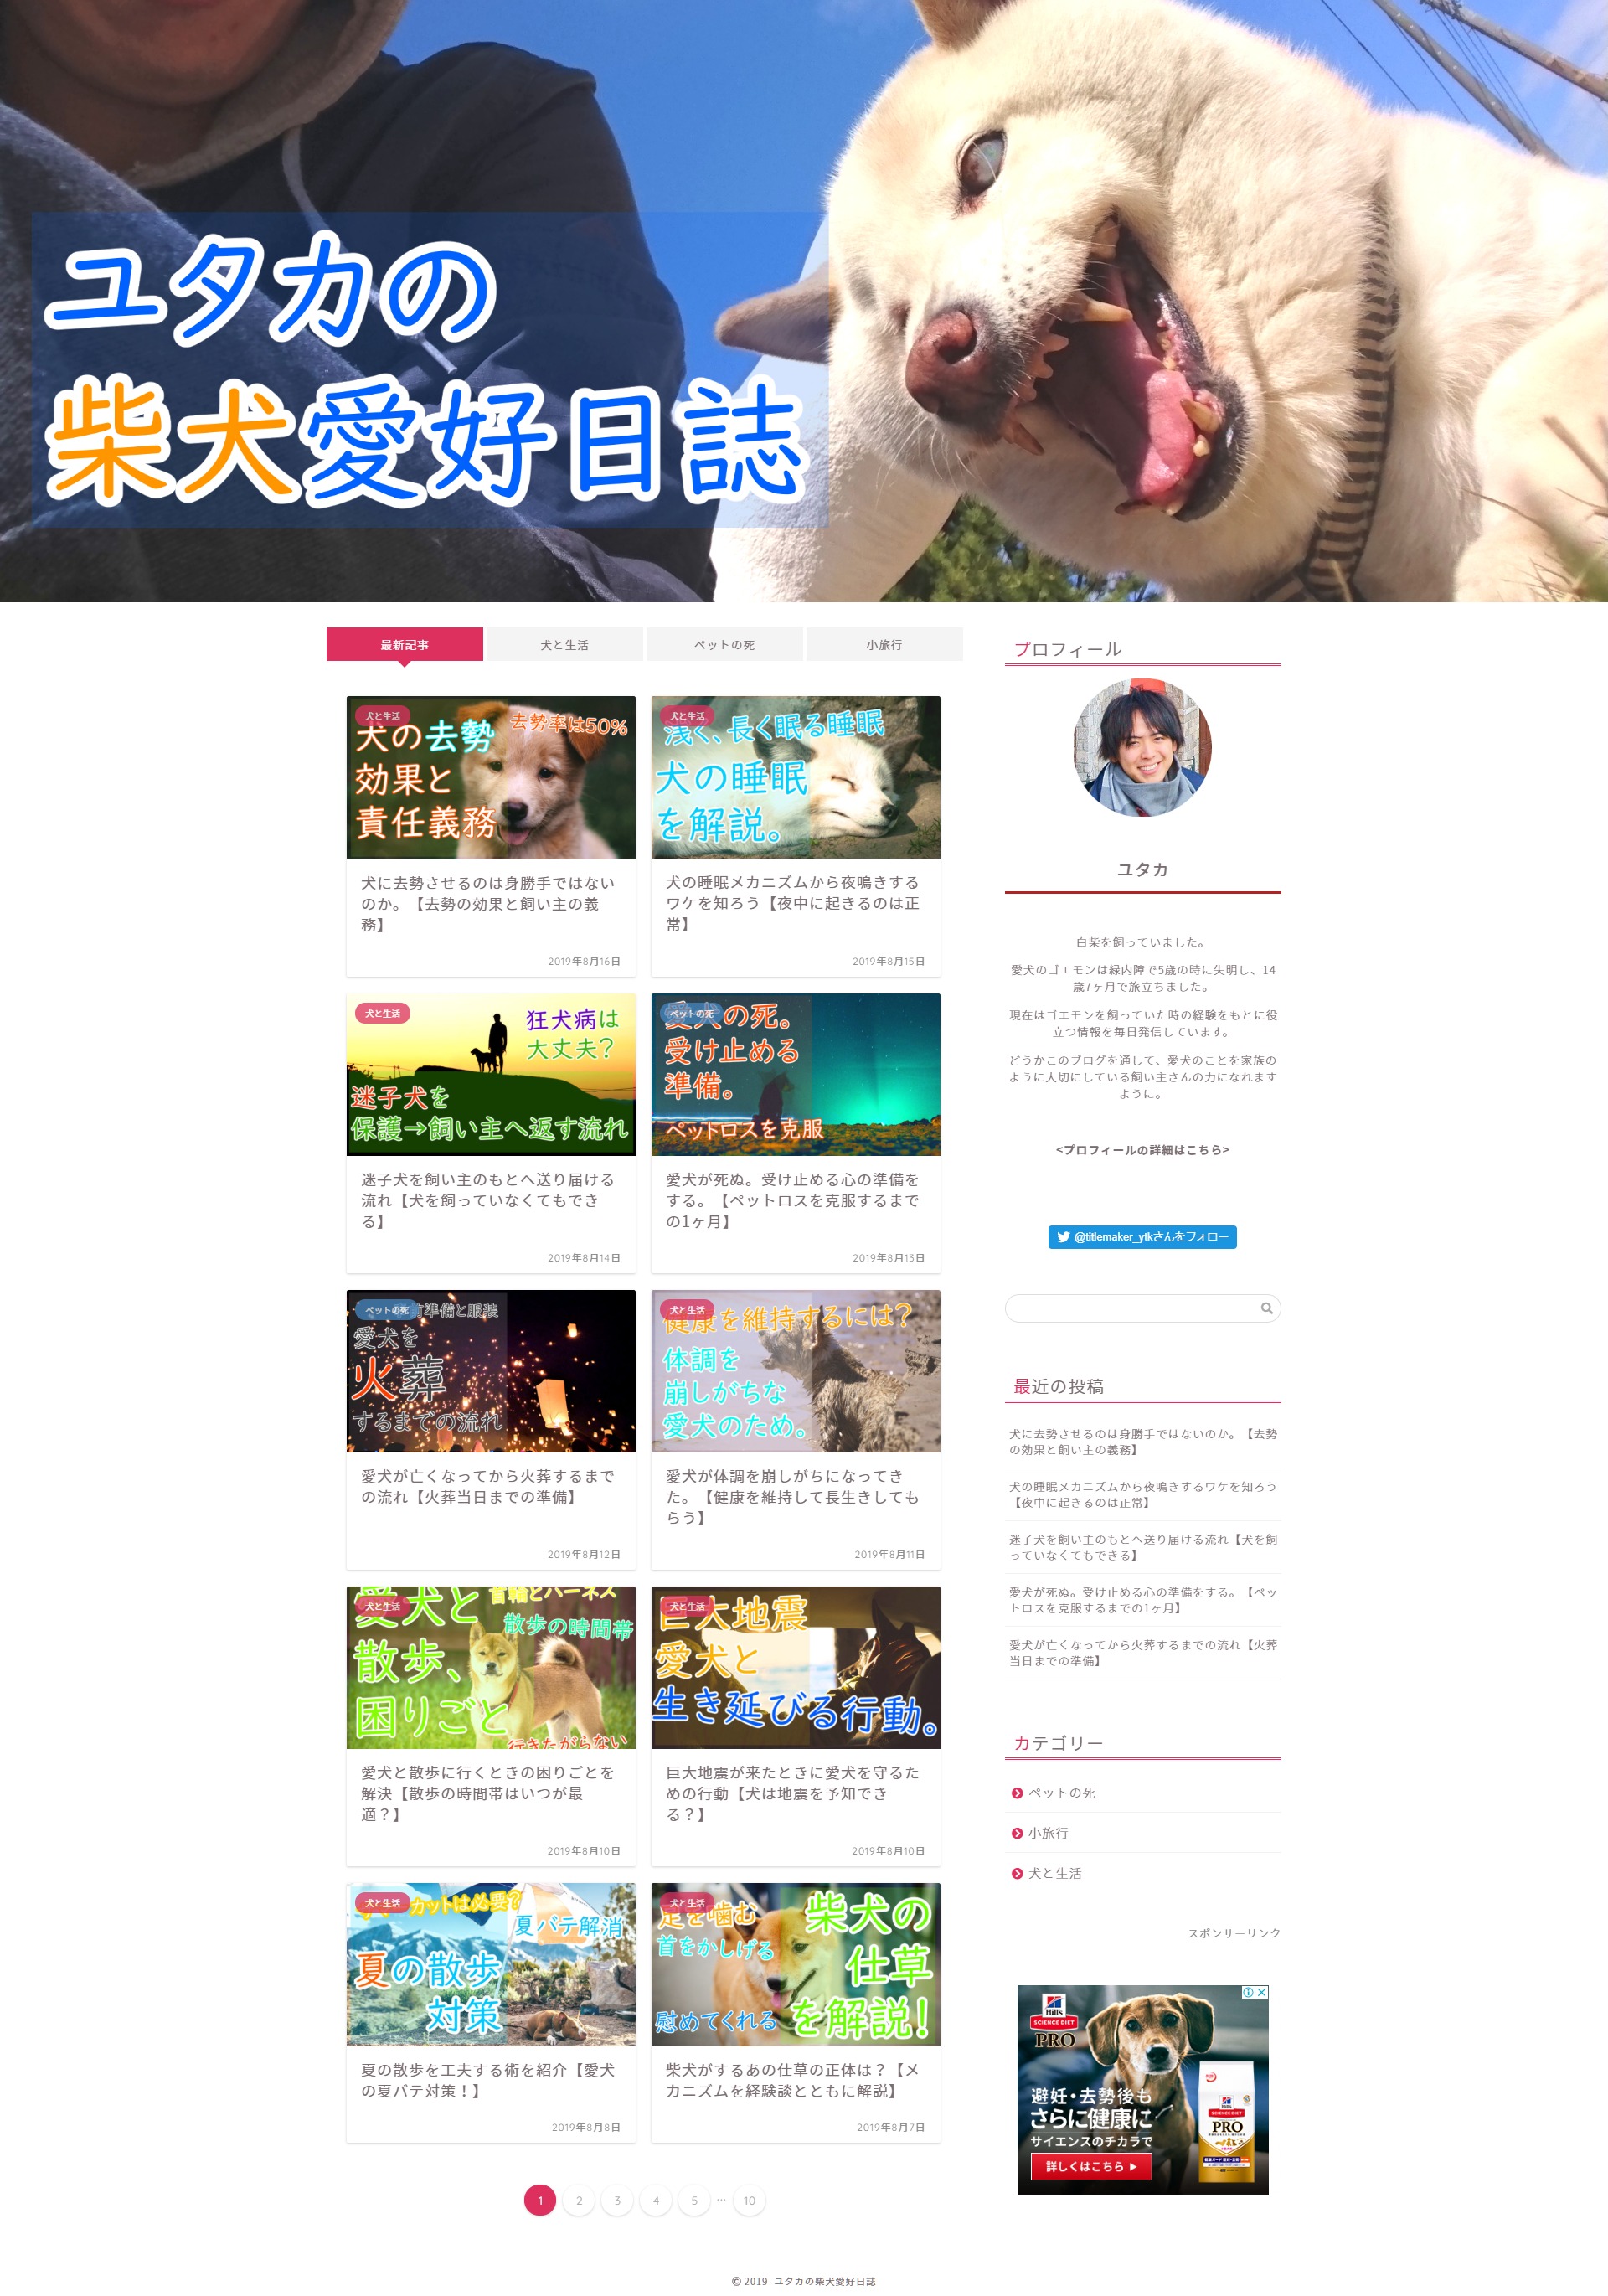 ユタカの
柴犬愛好日誌
最新記事
犬と生活
ペットの死
小旅行
犬と生活
犬の去勢
去勢率は50%
効果と
責任義務
犬に去勢させるのは身勝手ではない
のか。【去勢の効果と飼い主の義
務】
2019年8月16日
犬と生活
浅く、長く眠る睡眠
犬の睡眠
を解説。
犬の睡眠メカニズムから夜鳴きする
ワケを知ろう【夜中に起きるのは正
常】
2019年8月15日
犬と生活
狂犬病は
大丈夫?
迷子犬を
保護→飼い主へ返す流れ
迷子犬を飼い主のもとへ送り届ける
流れ【犬を飼っていなくてもでき
る】
2019年8月14日
ペットの死
愛犬の死。
受け止める
準備。
ペットロスを克服
愛犬が死ぬ。受け止める心の準備を
する。【ペットロスを克服するまで
の1ヶ月】
2019年8月13日
ペットの死
準備と服装
愛犬を
火葬
するまでの流れ
愛犬が亡くなってから火葬するまで
の流れ【火葬当日までの準備】
2019年8月12日
犬と生活
健康を維持するには?
体調を
崩しがちな
愛犬のため。
愛犬が体調を崩しがちになってき
た。【健康を維持して長生きしても
らう】
2019年8月11日
犬と生活
愛犬と
首輪とハーネス
散歩の時間帯
散歩、
困りごと
行きたがらない
愛犬と散歩に行くときの困りごとを
解決【散歩の時間帯はいつが最
適？】
2019年8月10日
犬と生活
巨大地震
愛犬と
生き延びる行動。
巨大地震が来たときに愛犬を守るた
めの行動【犬は地震を予知でき
る？】
2019年8月10日
犬と生活
カットは必要?
夏バテ解消
夏の散歩
対策
夏の散歩を工夫する術を紹介【愛犬
の夏バテ対策！】
2019年8月8日
犬と生活
足を噛む
首をかしげる
慰めてくれる
柴犬の
仕草
を解説!
柴犬がするあの仕草の正体は？【メ
カニズムを経験談とともに解説】
2019年8月7日
1
2
3
4
5
…
10
プロフィール
ユタカ
白柴を飼っていました。
愛犬のゴエモンは緑内障で5歳の時に失明し、14
歳7ヶ月で旅立ちました。
現在はゴエモンを飼っていた時の経験をもとに役
立つ情報を毎日発信しています。
どうかこのブログを通して、愛犬のことを家族の
ように大切にしている飼い主さんの力になれます
ように。
<プロフィールの詳細はこちら>
@titlemaker_ytkさんをフォロー
最近の投稿
犬に去勢させるのは身勝手ではないのか。【去勢
の効果と飼い主の義務】
犬の睡眠メカニズムから夜鳴きするワケを知ろう
【夜中に起きるのは正常】
迷子犬を飼い主のもとへ送り届ける流れ【犬を飼
っていなくてもできる】
愛犬が死ぬ。受け止める心の準備をする。【ペッ
トロスを克服するまでの1ヶ月】
愛犬が亡くなってから火葬するまでの流れ【火葬
当日までの準備】
カテゴリー
ペットの死
小旅行
犬と生活
スポンサーリンク
Hill's
SCIENCE DIET
PRO
避妊・去勢後も
さらに健康に
サイエンスのチカラで
詳しくはこちら ▶
Hill's
SCIENCE DIET
PRO
© 2019 ユタカの柴犬愛好日誌